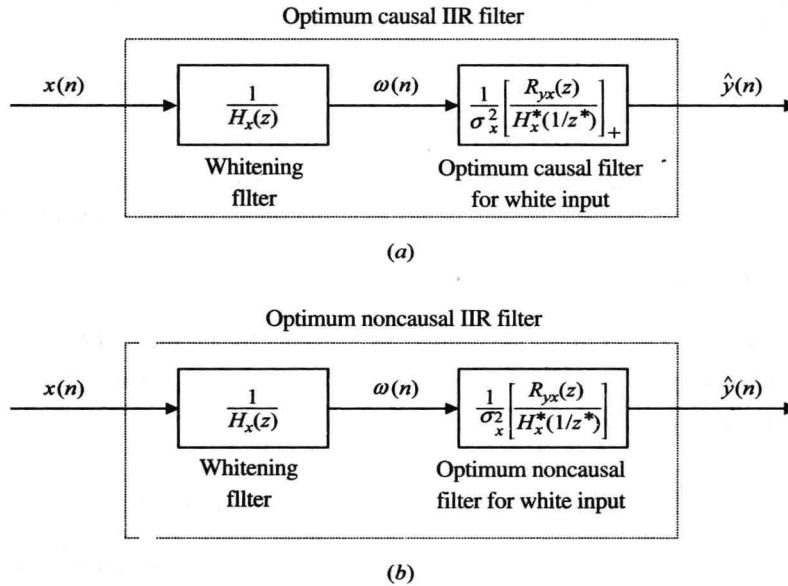 Optimum causal IIR filter
x(n) ω(n) ŷ(n)
1/H_x(z)
1/σ_x^2 [R_yx(z)/H_x^*(1/z*)]_+
Whitening
fllter
Optimum causal filter
for white input
(a)
Optimum noncausal IIR filter
x(n) ω(n) ŷ(n)
1/H_x(z)
1/σ_x^2 [R_yx(z)/H_x^*(1/z*)]
Whitening
fllter
Optimum noncausal
filter for white input
(b)